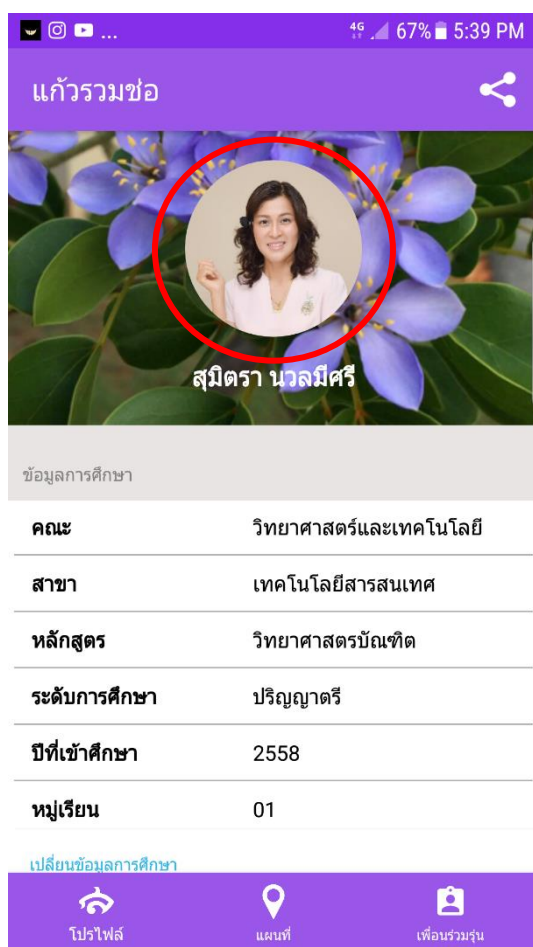 ... 4G 67% 5:39 PM
แก้วรวมช่อ
สุมิตรา นวลมีศรี
ข้อมูลการศึกษา
คณะ วิทยาศาสตร์และเทคโนโลยี
สาขา เทคโนโลยีสารสนเทศ
หลักสูตร วิทยาศาสตรบัณฑิต
ระดับการศึกษา ปริญญาตรี
ปีที่เข้าศึกษา 2558
หมู่เรียน 01
เปลี่ยนข้อมูลการศึกษา
โปรไฟล์ แผนที่ เพื่อนร่วมรุ่น